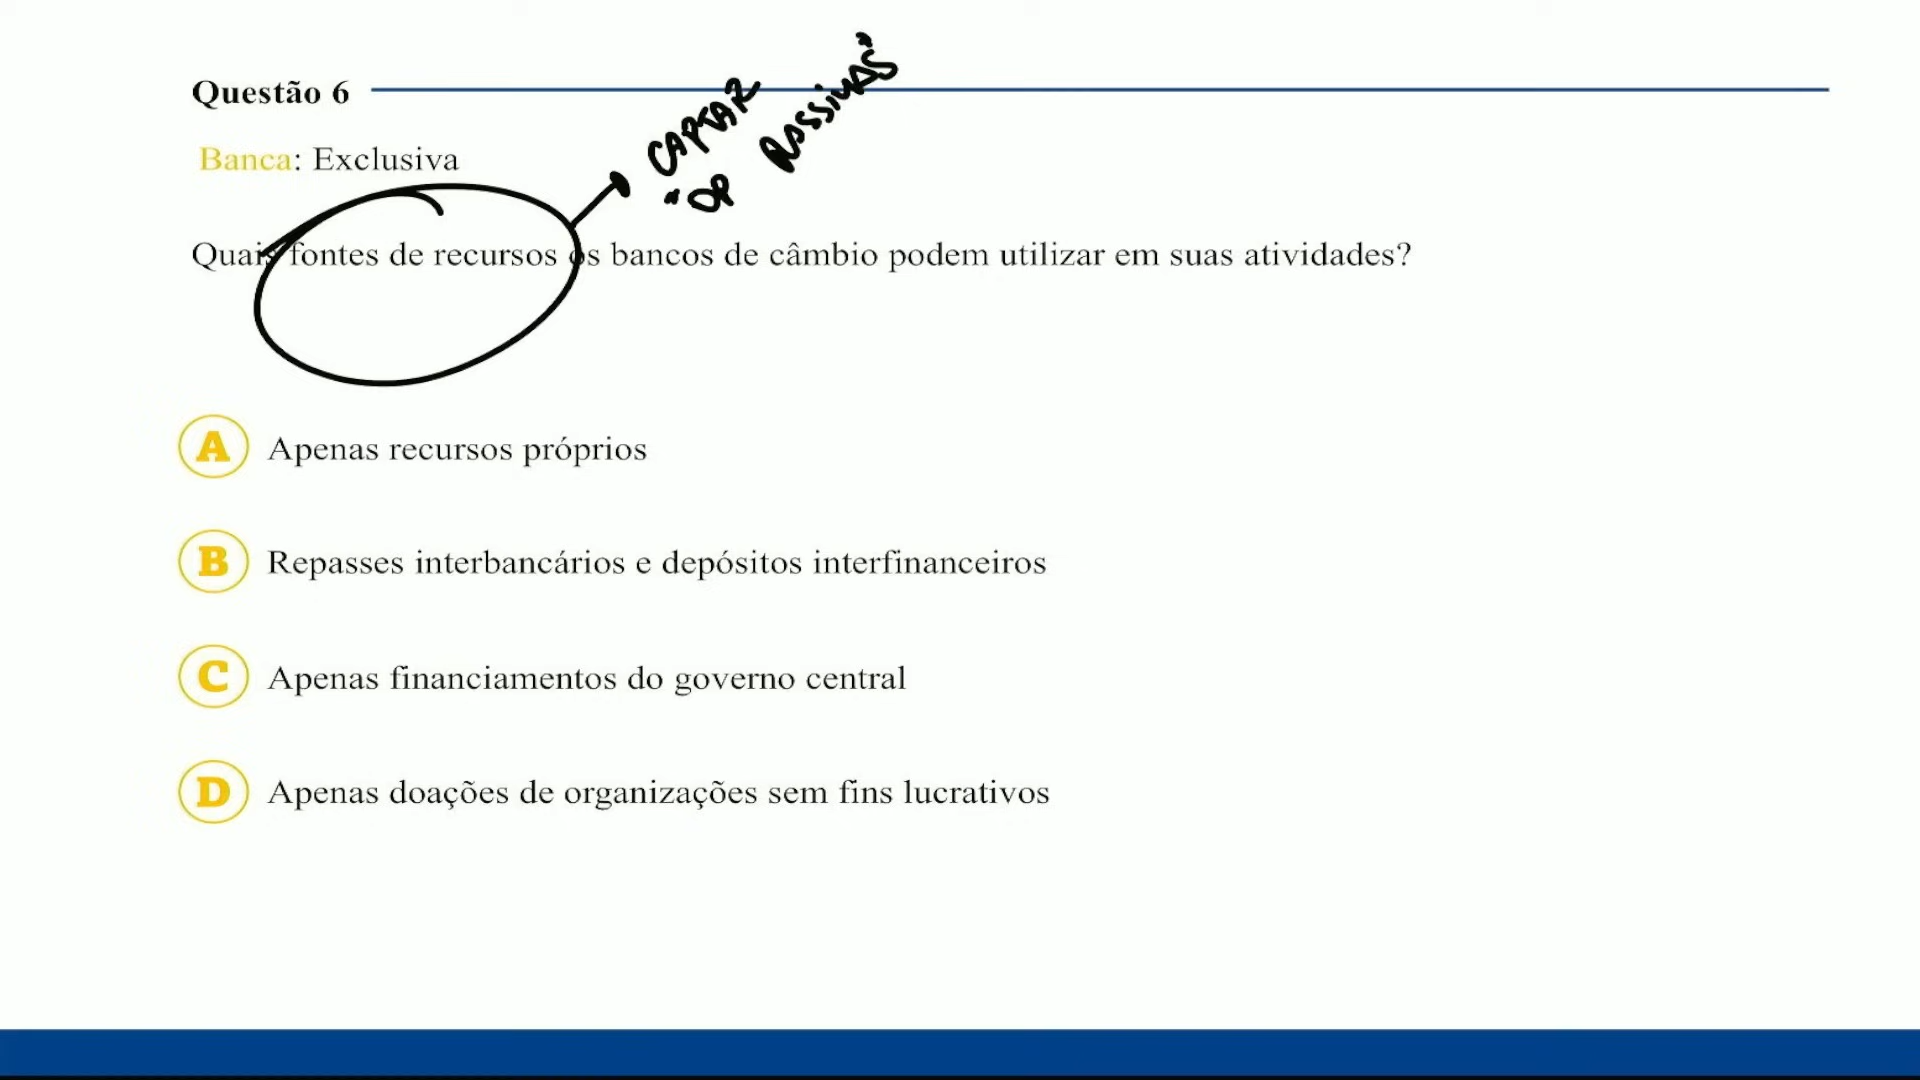 Questão 6
Banca: Exclusiva
CAPTAR
"OP PASSIVAS"
Quais fontes de recursos os bancos de câmbio podem utilizar em suas atividades?
A Apenas recursos próprios
B Repasses interbancários e depósitos interfinanceiros
C Apenas financiamentos do governo central
D Apenas doações de organizações sem fins lucrativos